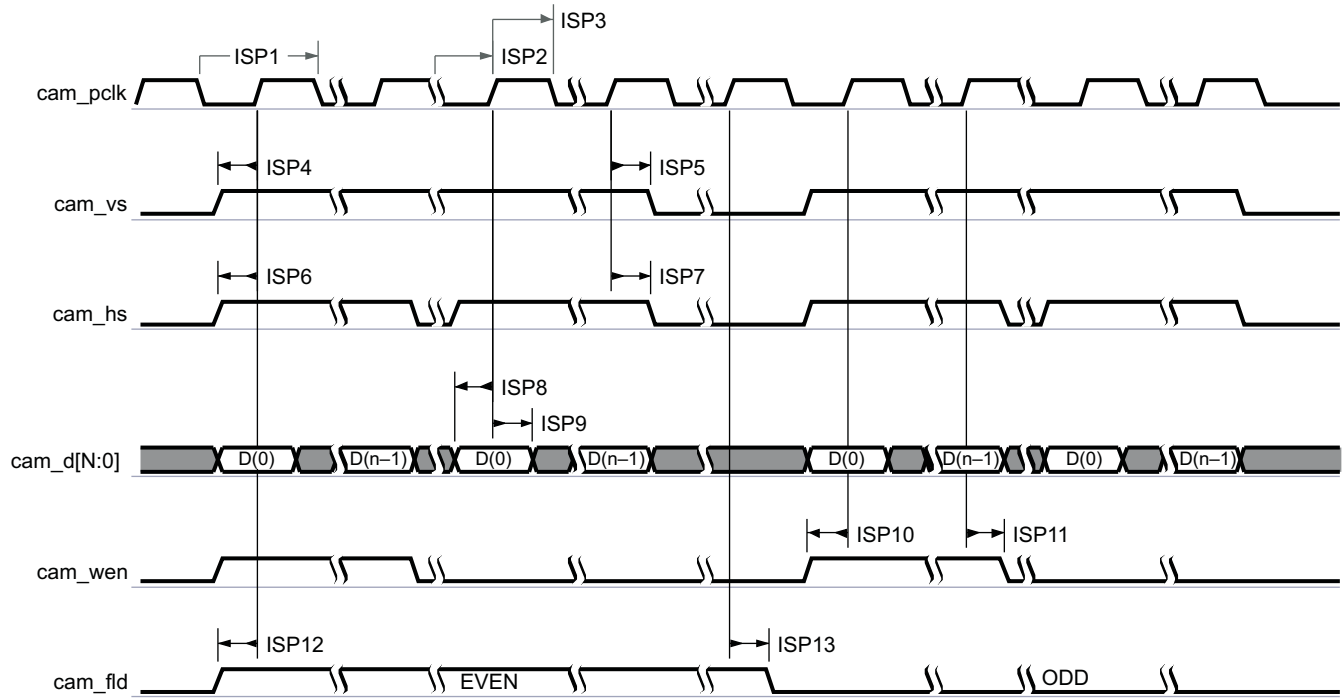 ISP3
ISP1
ISP2
cam_pclk
ISP4
ISP5
cam_vs
ISP6
ISP7
cam_hs
ISP8
ISP9
cam_d[N:0]
D(0) D(n–1) D(0) D(n–1) D(0) D(n–1) D(0) D(n–1)
ISP10
ISP11
cam_wen
ISP12
ISP13
cam_fld
EVEN
ODD